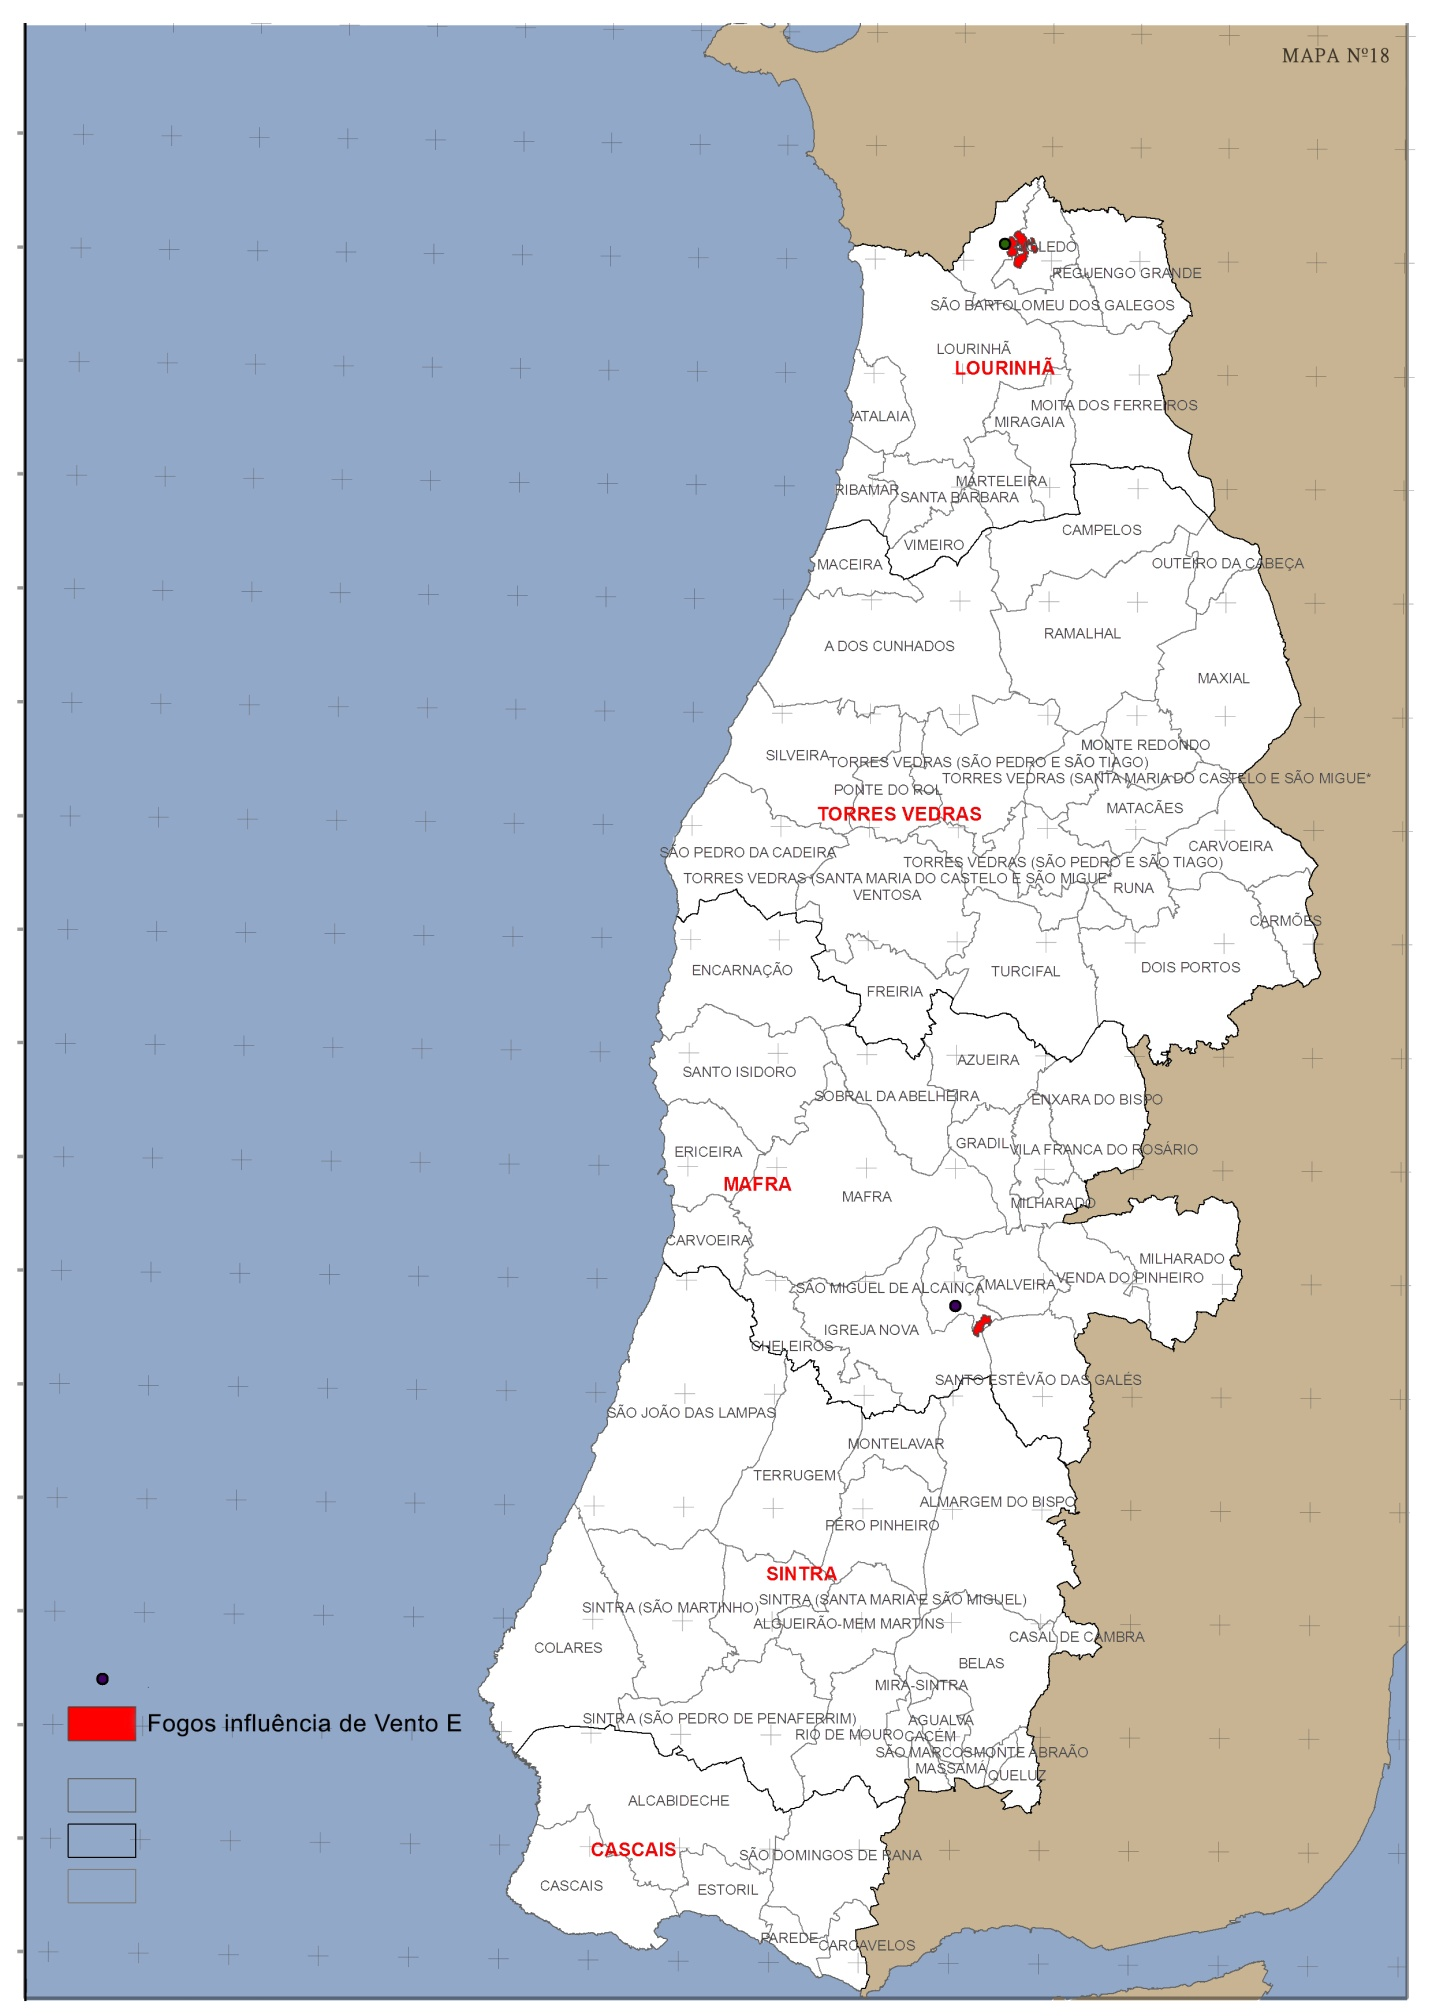 MAPA Nº18
LEDO
REGUENGO GRANDE
SÃO BARTOLOMEU DOS GALEGOS
LOURINHÃ
LOURINHÃ
MOITA DOS FERREIROS
ATALAIA
MIRAGAIA
MARTELEIRA
RIBAMAR
SANTA BÁRBARA
CAMPELOS
VIMEIRO
MACEIRA
OUTEIRO DA CABEÇA
RAMALHAL
A DOS CUNHADOS
MAXIAL
MONTE REDONDO
SILVEIRA
TORRES VEDRAS (SÃO PEDRO E SÃO TIAGO)
TORRES VEDRAS (SANTA MARIA DO CASTELO E SÃO MIGUE*
PONTE DO ROL
MATACÃES
TORRES VEDRAS
CARVOEIRA
SÃO PEDRO DA CADEIRA
TORRES VEDRAS (SÃO PEDRO E SÃO TIAGO)
TORRES VEDRAS (SANTA MARIA DO CASTELO E SÃO MIGUE*
RUNA
VENTOSA
CARMÕES
ENCARNAÇÃO
TURCIFAL
DOIS PORTOS
FREIRIA
AZUEIRA
SANTO ISIDORO
SOBRAL DA ABELHEIRA
ENXARA DO BISPO
GRADIL
VILA FRANCA DO ROSÁRIO
ERICEIRA
MAFRA
MAFRA
MILHARADO
CARVOEIRA
MILHARADO
VENDA DO PINHEIRO
SÃO MIGUEL DE ALCAINÇA
MALVEIRA
IGREJA NOVA
CHELEIROS
SANTO ESTÊVÃO DAS GALÉS
SÃO JOÃO DAS LAMPAS
MONTELAVAR
TERRUGEM
ALMARGEM DO BISPO
PERO PINHEIRO
SINTRA
SINTRA (SANTA MARIA E SÃO MIGUEL)
SINTRA (SÃO MARTINHO)
ALGUEIRÃO-MEM MARTINS
CASAL DE CAMBRA
COLARES
BELAS
MIRA-SINTRA
SINTRA (SÃO PEDRO DE PENAFERRIM)
AGUALVA
RIO DE MOURO
CACÉM
SÃO MARCOS
MONTE ABRAÃO
MASSAMÁ
QUELUZ
Fogos influência de Vento E
ALCABIDECHE
CASCAIS
SÃO DOMINGOS DE RANA
CASCAIS
ESTORIL
PAREDE
CARCAVELOS